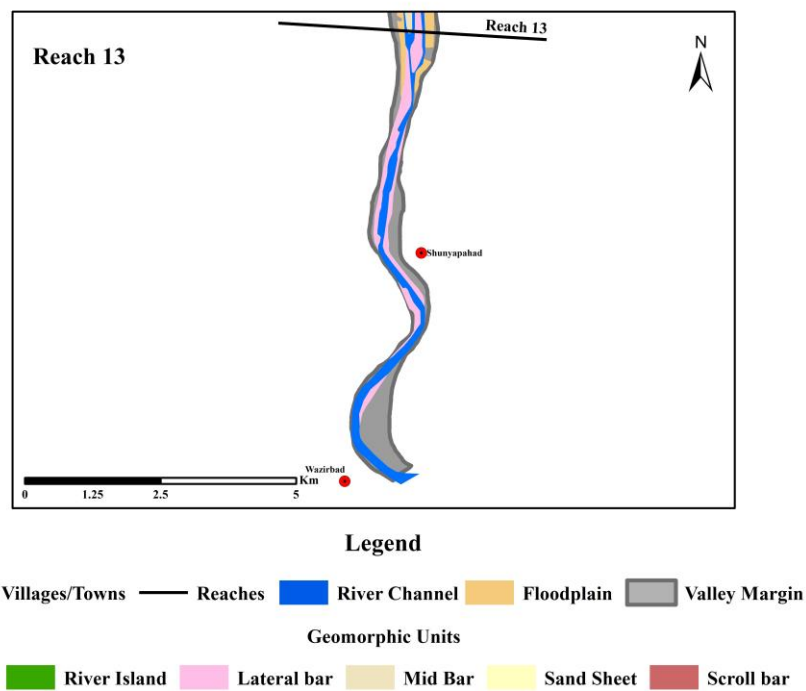 Reach 13
Reach 13
N
Shunyapahad
Wazirbad
Km
0 1.25 2.5 5
Legend
Villages/Towns Reaches River Channel Floodplain Valley Margin
Geomorphic Units
River Island Lateral bar Mid Bar Sand Sheet Scroll bar